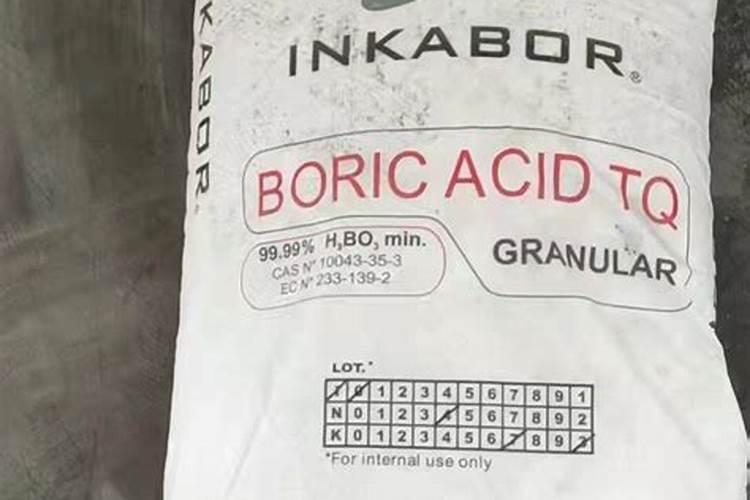 INKABOR®
INKABOR®
BORIC ACID TQ
99.99% H₃BO₃ min.
CAS N° 10043-35-3
EC N° 233-139-2
GRANULAR
LOT.*
0 1 2 3 4 5 6 7 8 9 1
N 0 1 2 3 4 5 6 7 8 9 2
K 0 1 2 3 4 5 6 7 8 9 3
*For internal use only